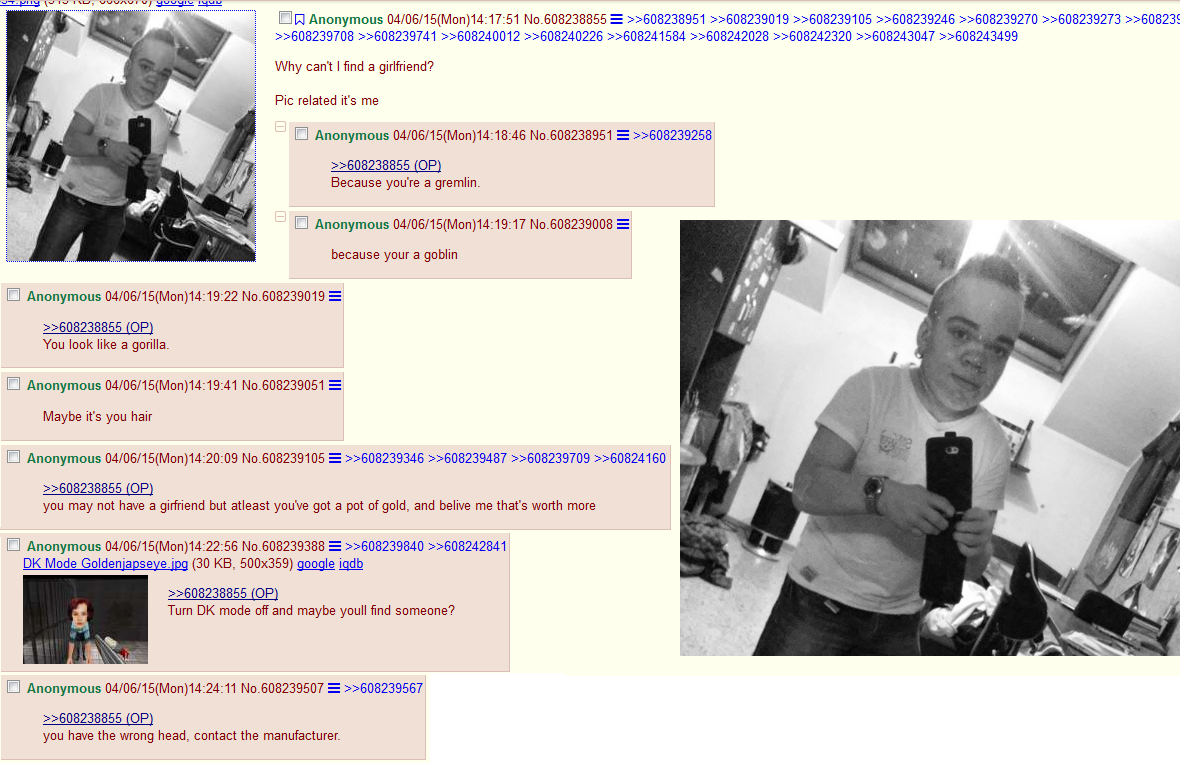 Anonymous 04/06/15(Mon)14:17:51 No.608238855 >>608238951 >>608239019 >>608239105 >>608239246 >>608239270 >>608239273
>>608239708 >>608239741 >>608240012 >>608240226 >>608241584 >>608242028 >>608242320 >>608243047 >>608243499
Why can't I find a girlfriend?
Pic related it's me
Anonymous 04/06/15(Mon)14:18:46 No.608238951 >>608239258
>>608238855 (OP)
Because you're a gremlin.
Anonymous 04/06/15(Mon)14:19:17 No.608239008
because your a goblin
Anonymous 04/06/15(Mon)14:19:22 No.608239019
>>608238855 (OP)
You look like a gorilla.
Anonymous 04/06/15(Mon)14:19:41 No.608239051
Maybe it's you hair
Anonymous 04/06/15(Mon)14:20:09 No.608239105 >>608239346 >>608239487 >>608239709 >>60824160
>>608238855 (OP)
you may not have a girfriend but atleast you've got a pot of gold, and belive me that's worth more
Anonymous 04/06/15(Mon)14:22:56 No.608239388 >>608239840 >>608242841
DK Mode Goldenjapseye.jpg (30 KB, 500x359) google iqdb
>>608238855 (OP)
Turn DK mode off and maybe youll find someone?
Anonymous 04/06/15(Mon)14:24:11 No.608239507 >>608239567
>>608238855 (OP)
you have the wrong head, contact the manufacturer.